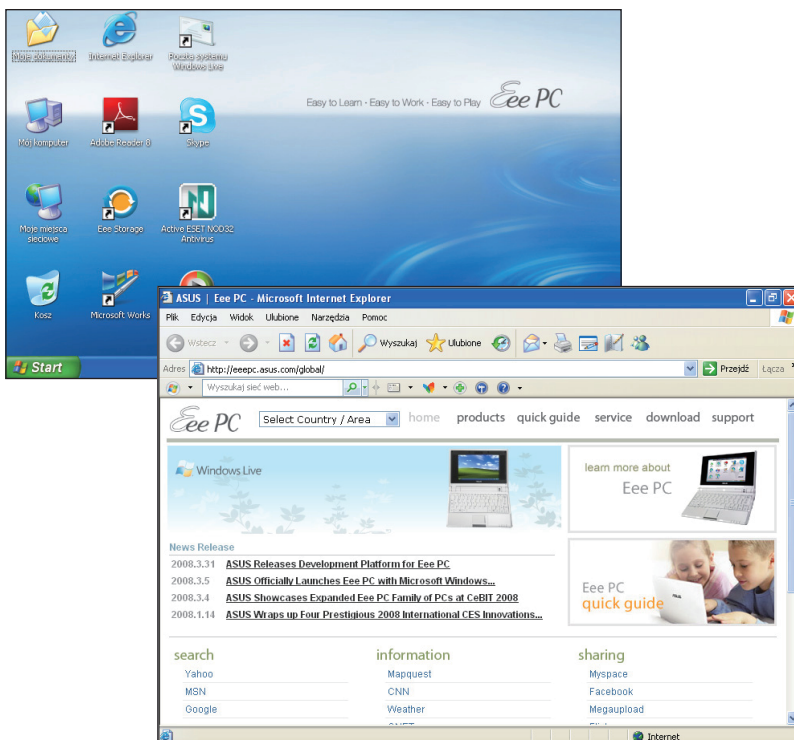 Moje dokumenty
Internet Explorer
Poczta systemu
Windows Live
Easy to Learn - Easy to Work - Easy to Play Eee PC
Mój komputer
Adobe Reader 8
Skype
Moje miejsca
sieciowe
Eee Storage
Active ESET NOD32
Antivirus
Kosz
Microsoft Works
Start
ASUS | Eee PC - Microsoft Internet Explorer
Plik Edycja Widok Ulubione Narzędzia Pomoc
Wstecz Wyszukaj Ulubione
Adres http://eeepc.asus.com/global/ Przejdź Łącza
Wyszukaj sieć web...
Eee PC Select Country / Area home products quick guide service download support
Windows Live
learn more about
Eee PC
News Release
2008.3.31 ASUS Releases Development Platform for Eee PC
2008.3.5 ASUS Officially Launches Eee PC with Microsoft Windows...
2008.3.4 ASUS Showcases Expanded Eee PC Family of PCs at CeBIT 2008
2008.1.14 ASUS Wraps up Four Prestigious 2008 International CES Innovations...
Eee PC
quick guide
search information sharing
Yahoo Mapquest Myspace
MSN CNN Facebook
Google Weather Megaupload
Internet